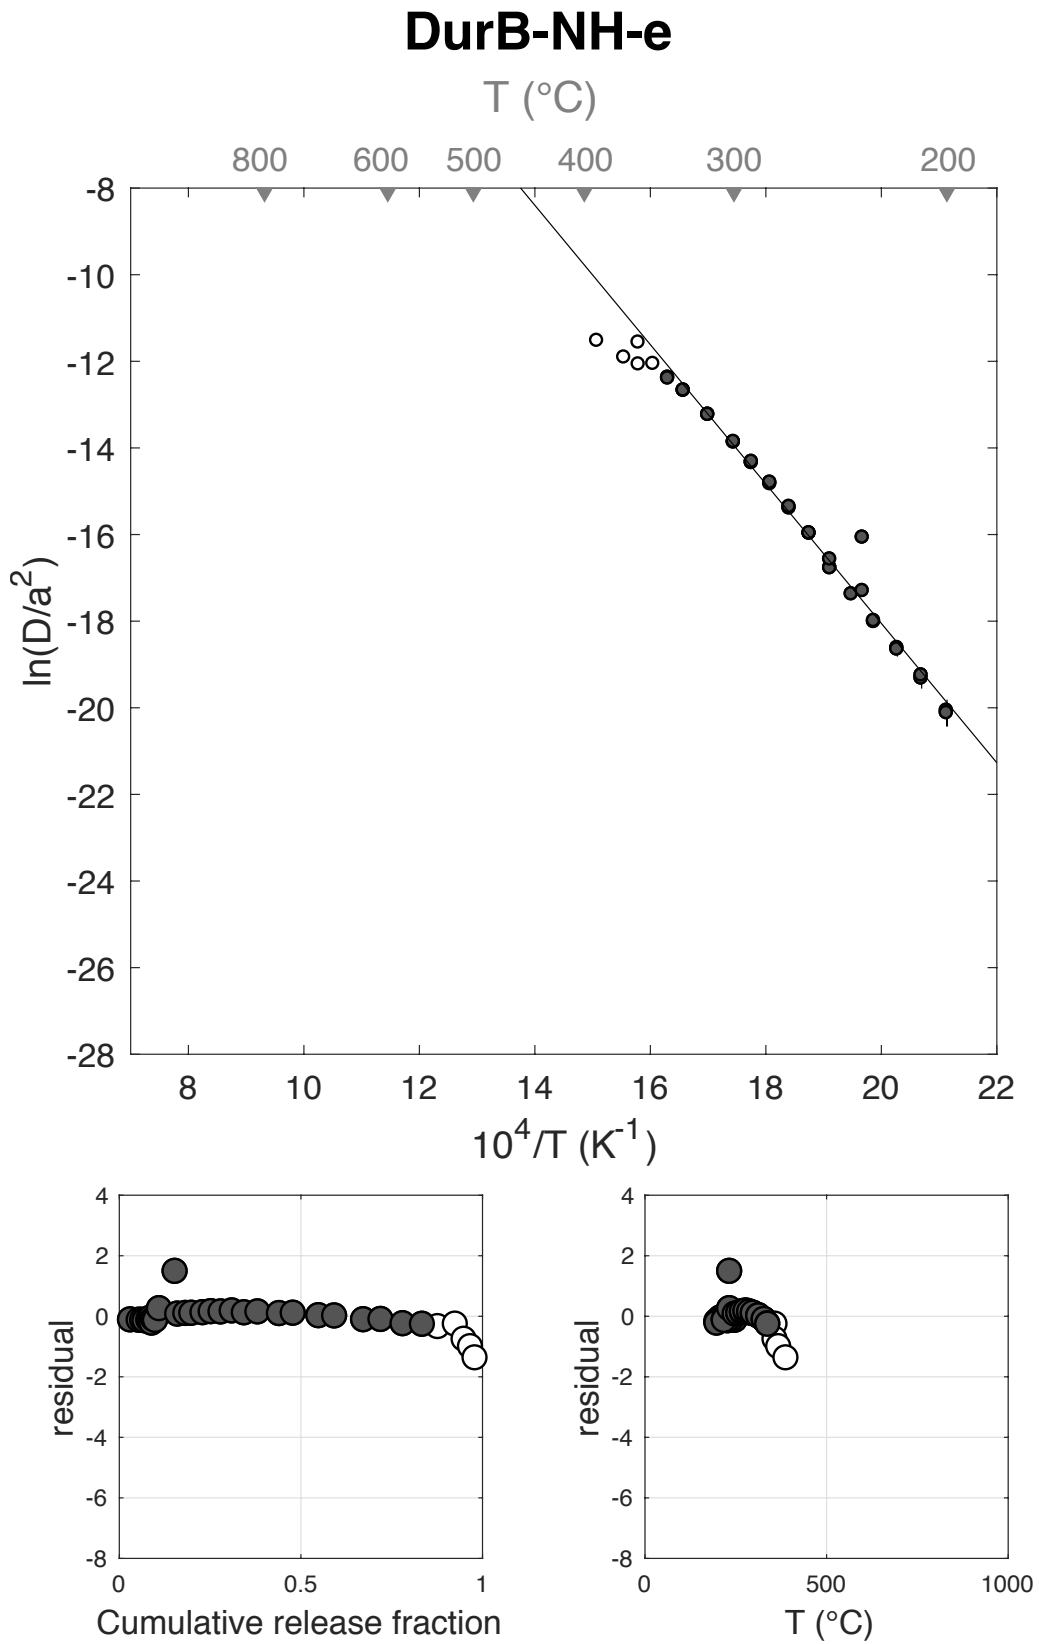 DurB-NH-e
T (°C)
800 600 500 400 300 200
-8
-10
-12
-14
-16
-18
-20
-22
-24
-26
-28
ln(D/a²)
8 10 12 14 16 18 20 22
10⁴/T (K⁻¹)
4
2
0
-2
-4
-6
-8
residual
0 0.5 1
Cumulative release fraction
4
2
0
-2
-4
-6
-8
residual
0 500 1000
T (°C)